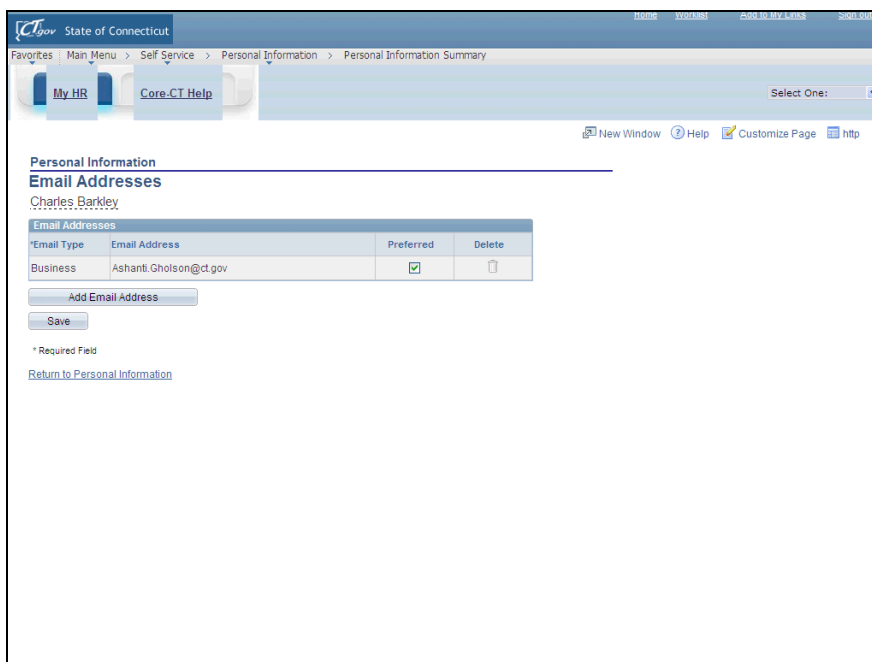 Home Worklist Add to My Links Sign out
CT.gov State of Connecticut
Favorites Main Menu > Self Service > Personal Information > Personal Information Summary
My HR Core-CT Help
Select One:
New Window Help Customize Page http
Personal Information
Email Addresses
Charles Barkley
Email Addresses
*Email Type Email Address Preferred Delete
Business Ashanti.Gholson@ct.gov
Add Email Address
Save
* Required Field
Return to Personal Information